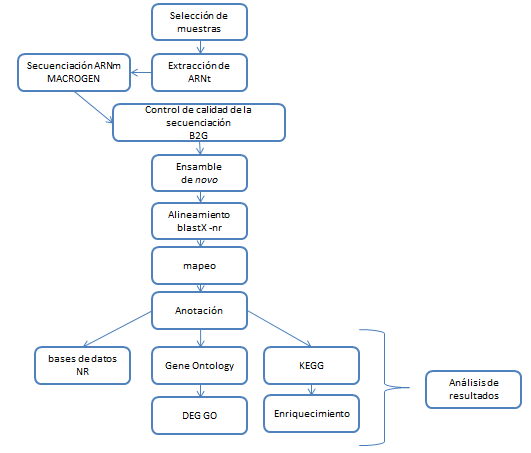 Selección de
muestras
Secuenciación ARNm
MACROGEN
Extracción de
ARNt
Control de calidad de la
secuenciación
B2G
Ensamble
de novo
Alineamiento
blastX -nr
mapeo
Anotación
bases de datos
NR
Gene Ontology
KEGG
DEG GO
Enriquecimiento
Análisis de
resultados